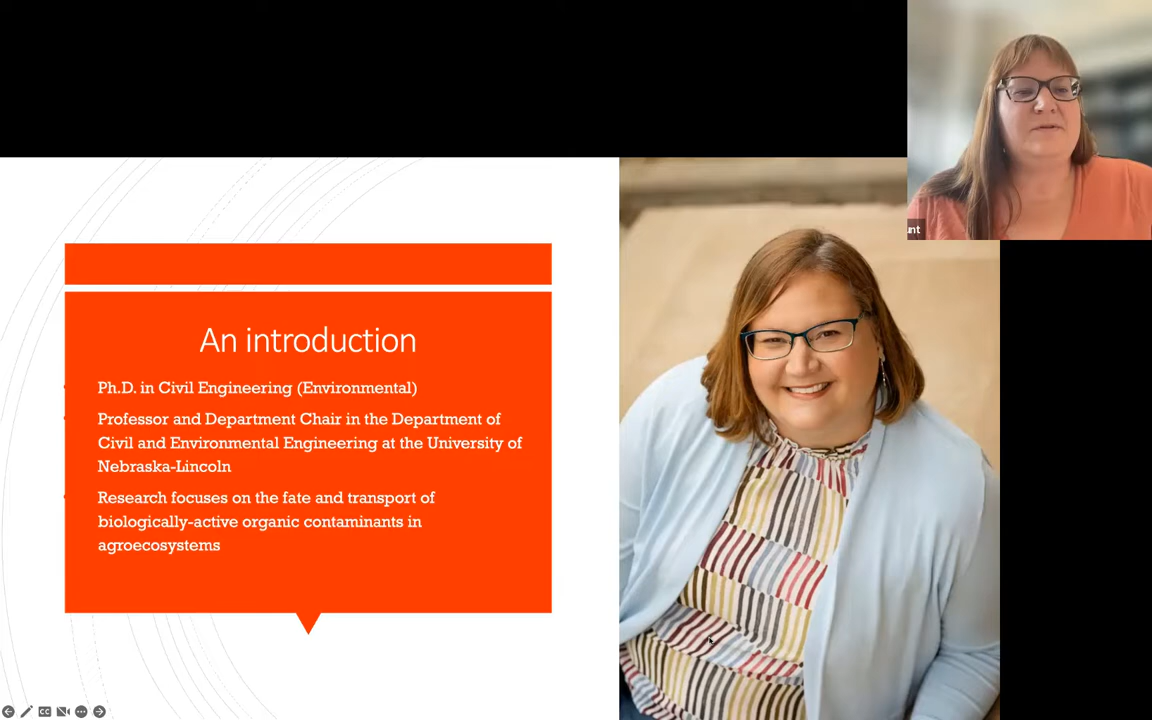 unt
An introduction
Ph.D. in Civil Engineering (Environmental)
Professor and Department Chair in the Department of
Civil and Environmental Engineering at the University of
Nebraska-Lincoln
Research focuses on the fate and transport of
biologically-active organic contaminants in
agroecosystems
CC